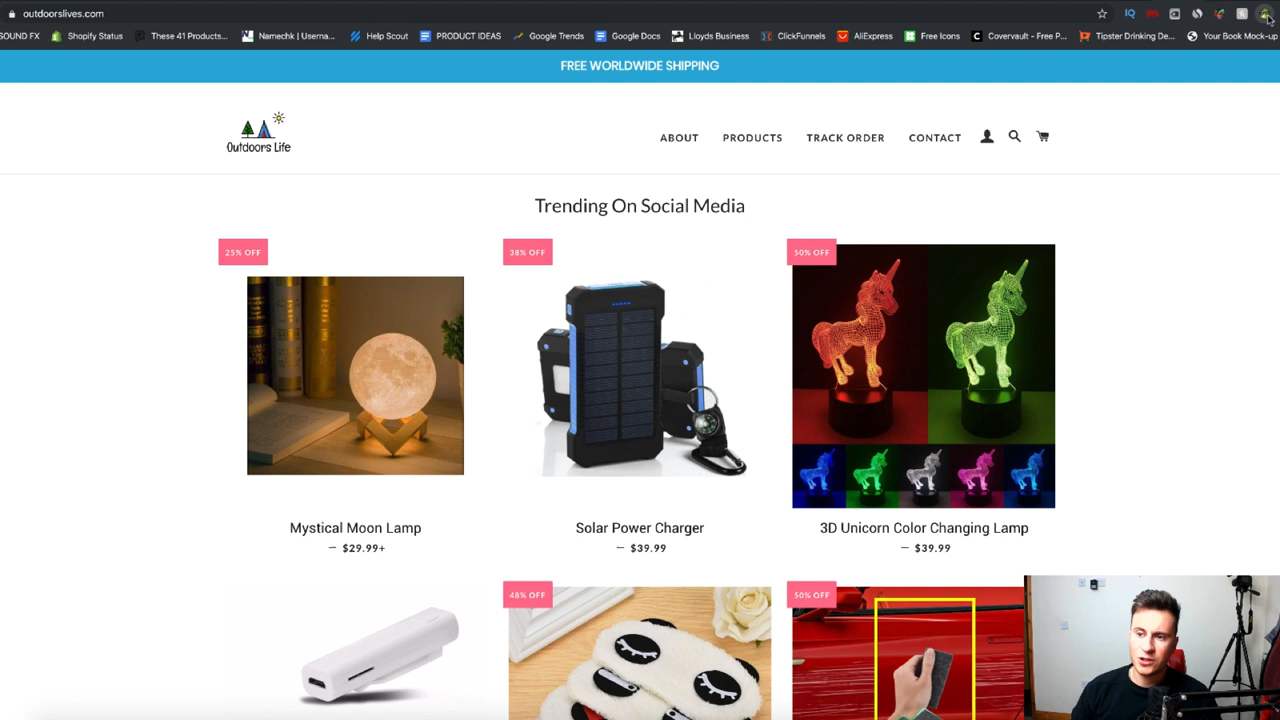 outdoorslives.com
SOUND FX Shopify Status These 41 Products... Namechk | Userna... Help Scout PRODUCT IDEAS Google Trends Google Docs Lloyds Business ClickFunnels AliExpress Free Icons Covervault - Free P... Tipster Drinking De... Your Book Mock-up
FREE WORLDWIDE SHIPPING
Outdoors Life
ABOUT PRODUCTS TRACK ORDER CONTACT
Trending On Social Media
25% OFF 38% OFF 50% OFF
Mystical Moon Lamp Solar Power Charger 3D Unicorn Color Changing Lamp
— $29.99+ — $39.99 — $39.99
48% OFF 50% OFF